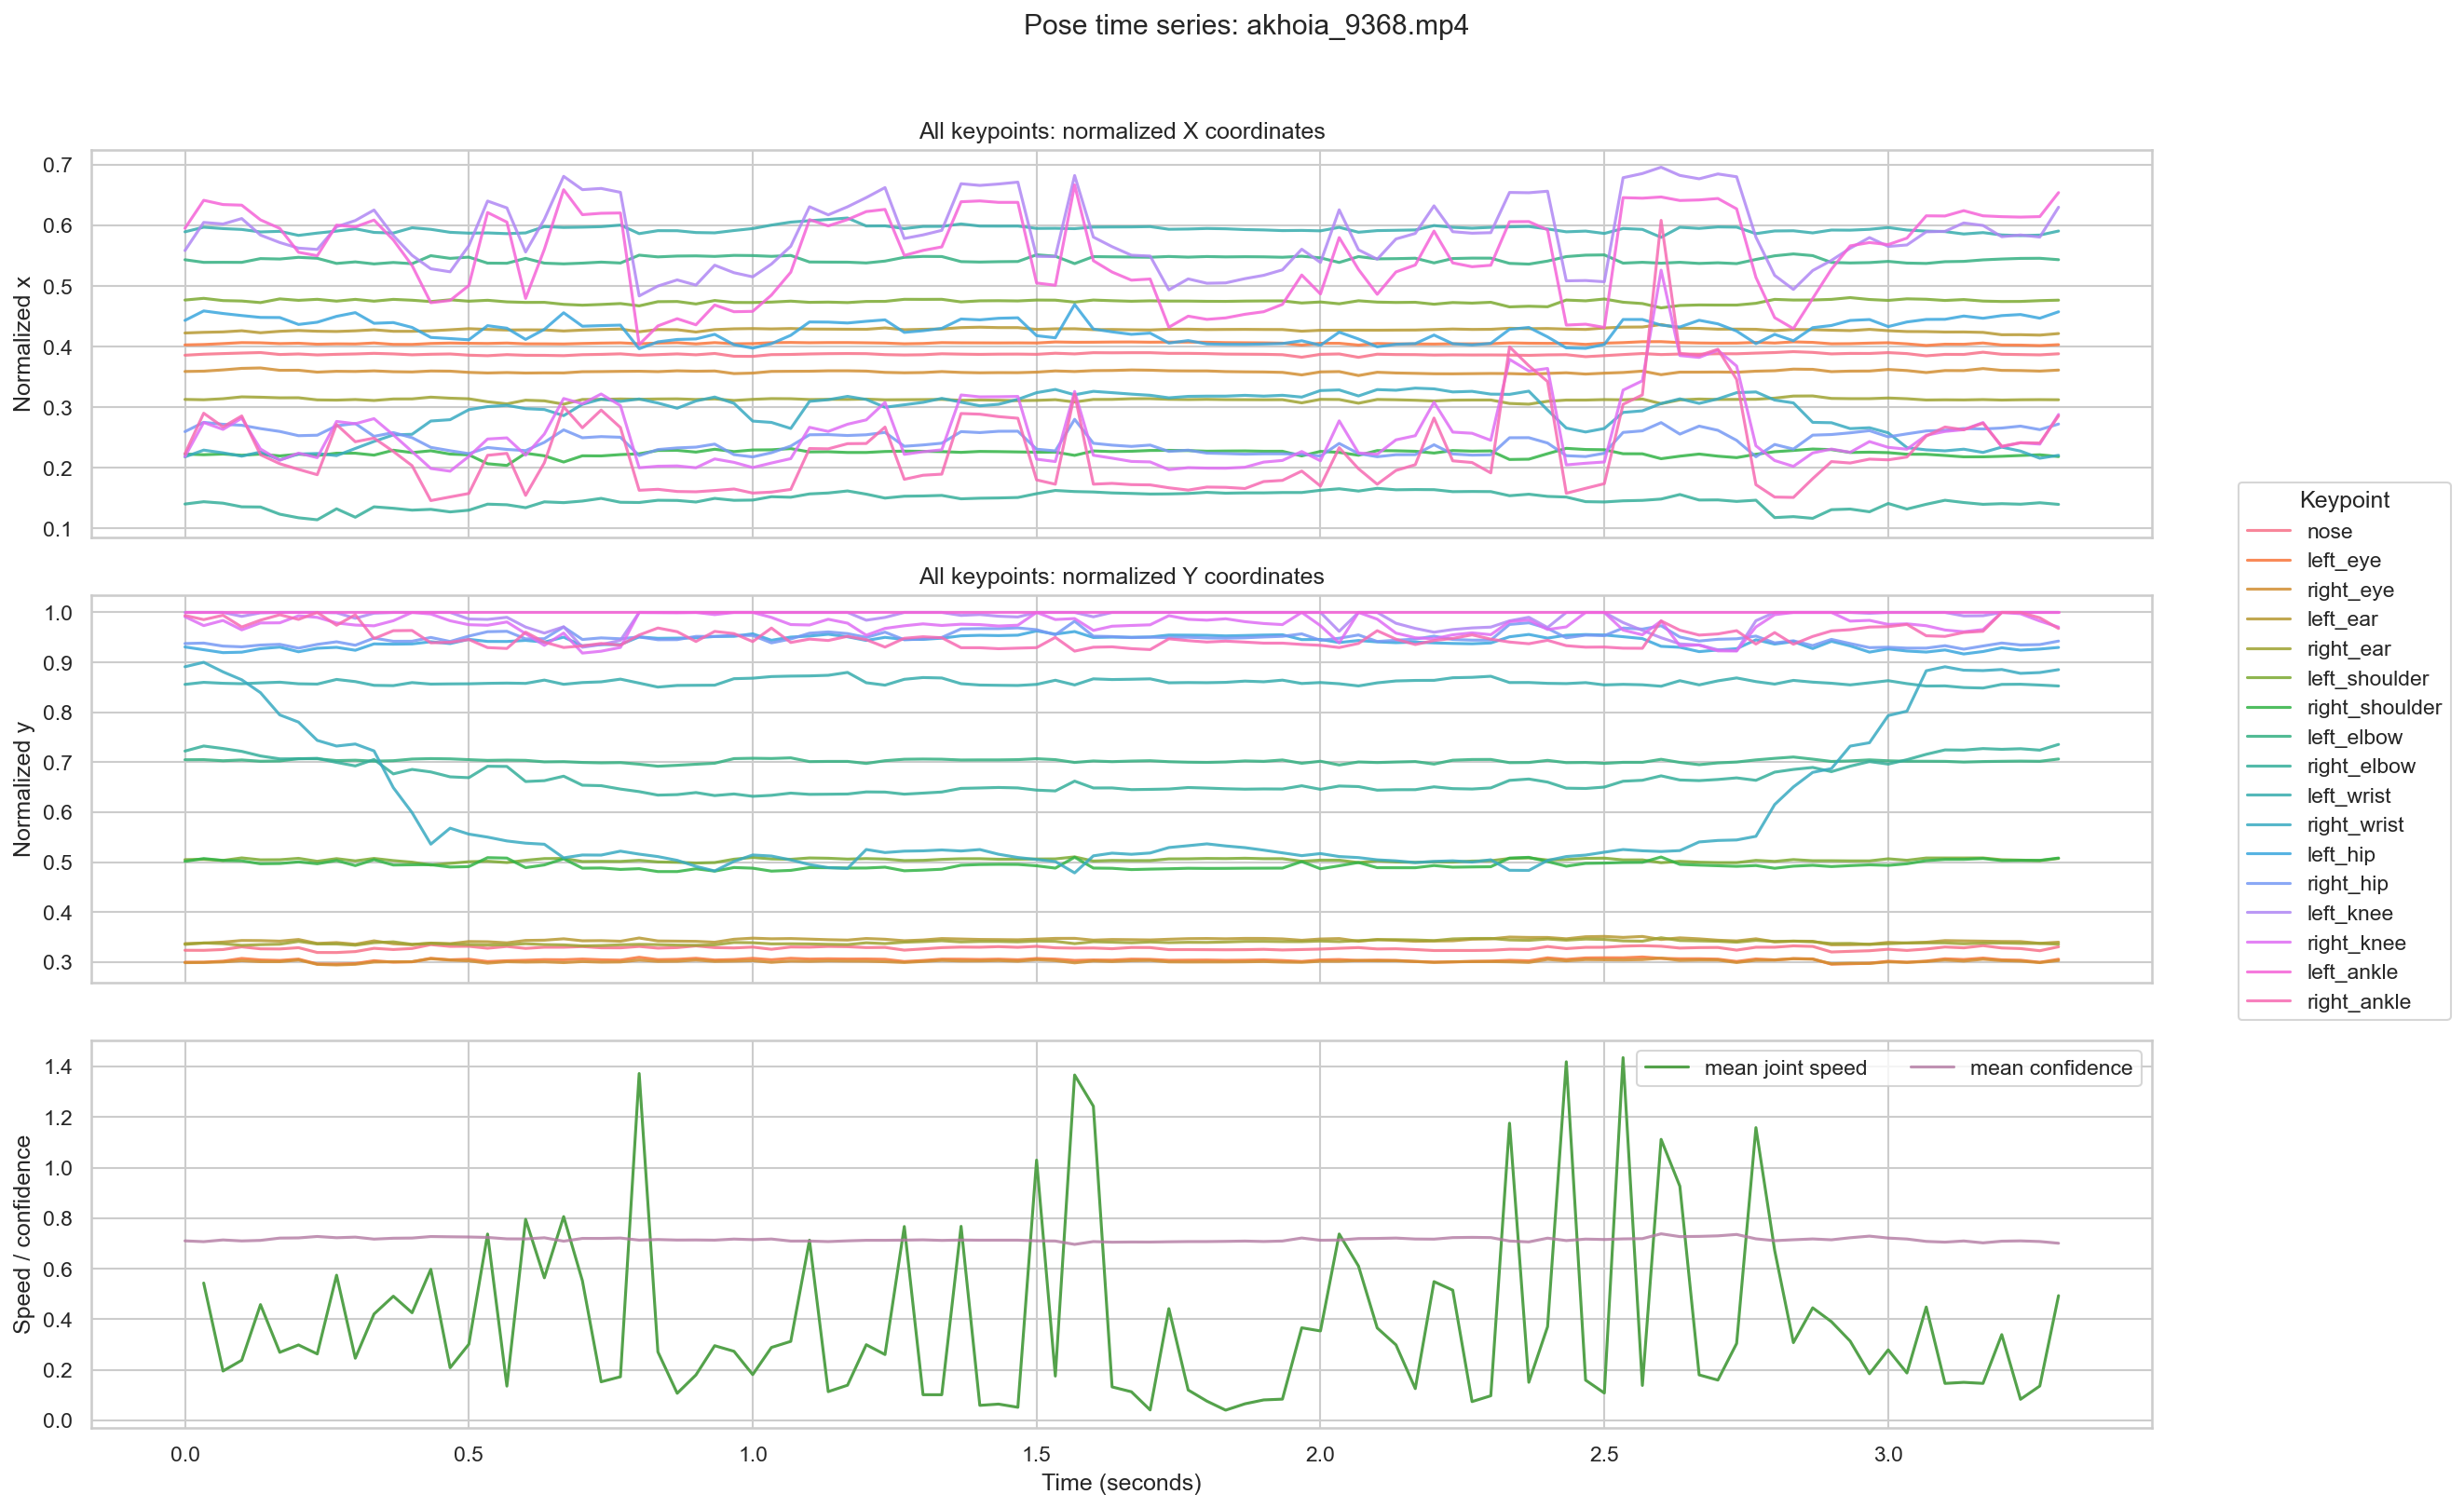 Pose time series: akhoia_9368.mp4
All keypoints: normalized X coordinates
Normalized x
0.7
0.6
0.5
0.4
0.3
0.2
0.1
All keypoints: normalized Y coordinates
Normalized y
1.0
0.9
0.8
0.7
0.6
0.5
0.4
0.3
Keypoint
nose
left_eye
right_eye
left_ear
right_ear
left_shoulder
right_shoulder
left_elbow
right_elbow
left_wrist
right_wrist
left_hip
right_hip
left_knee
right_knee
left_ankle
right_ankle
Speed / confidence
1.4
1.2
1.0
0.8
0.6
0.4
0.2
0.0
mean joint speed mean confidence
0.0 0.5 1.0 1.5 2.0 2.5 3.0
Time (seconds)